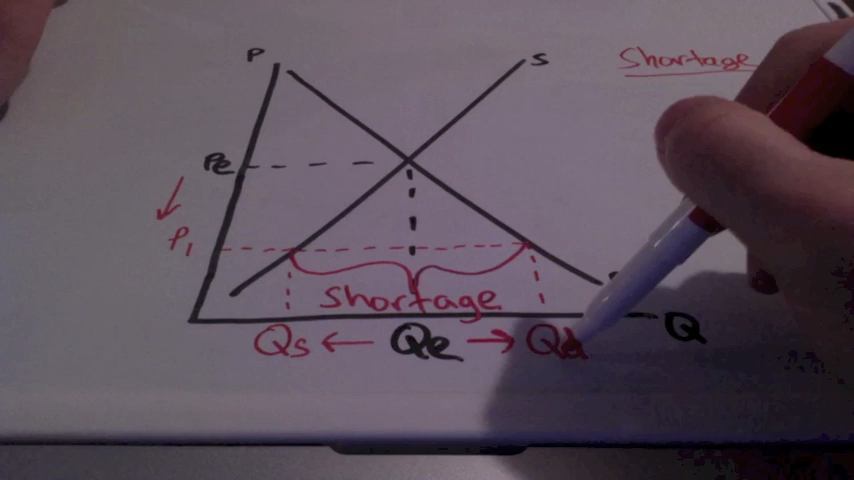 P
S
Shortage
Pe
P1
shortage
Qs ← Qe → Qd
Q